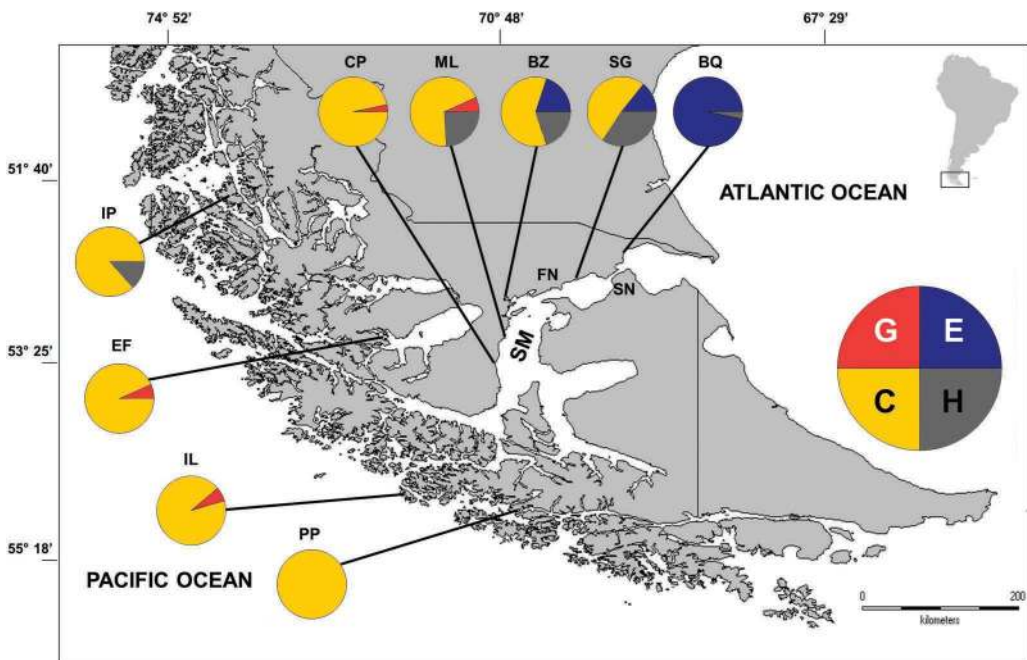 74° 52'
70° 48'
67° 29'
CP
ML
BZ
SG
BQ
51° 40'
ATLANTIC OCEAN
IP
FN
SN
G
E
SM
53° 25'
EF
C
H
IL
PP
55° 18'
PACIFIC OCEAN
0
200
kilometers